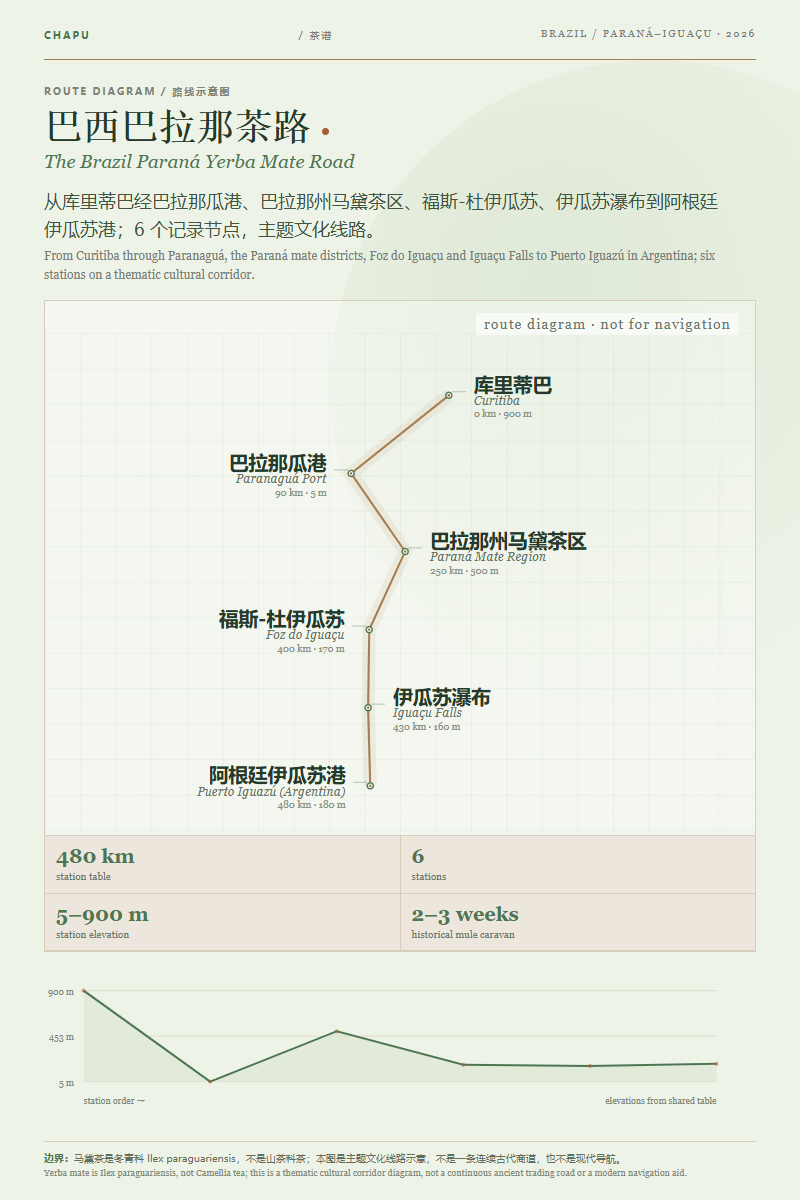 CHAPU / 茶谱 BRAZIL / PARANÁ–IGUAÇU · 2026
ROUTE DIAGRAM / 路线示意图
巴西巴拉那茶路
The Brazil Paraná Yerba Mate Road
从库里蒂巴经巴拉那瓜港、巴拉那州马黛茶区、福斯-杜伊瓜苏、伊瓜苏瀑布到阿根廷
伊瓜苏港；6 个记录节点，主题文化线路。
From Curitiba through Paranaguá, the Paraná mate districts, Foz do Iguaçu and Iguaçu Falls to Puerto Iguazú in Argentina; six
stations on a thematic cultural corridor.
route diagram · not for navigation
库里蒂巴
Curitiba
0 km · 900 m
巴拉那瓜港
Paranaguá Port
90 km · 5 m
巴拉那州马黛茶区
Paraná Mate Region
250 km · 500 m
福斯-杜伊瓜苏
Foz do Iguaçu
400 km · 170 m
伊瓜苏瀑布
Iguaçu Falls
430 km · 160 m
阿根廷伊瓜苏港
Puerto Iguazú (Argentina)
480 km · 180 m
480 km
station table
6
stations
5–900 m
station elevation
2–3 weeks
historical mule caravan
900 m
453 m
5 m
station order →
elevations from shared table
边界：马黛茶是冬青科 Ilex paraguariensis，不是山茶科茶；本图是主题文化线路示意，不是一条连续古代商道，也不是现代导航。
Yerba mate is Ilex paraguariensis, not Camellia tea; this is a thematic cultural corridor diagram, not a continuous ancient trading road or a modern navigation aid.